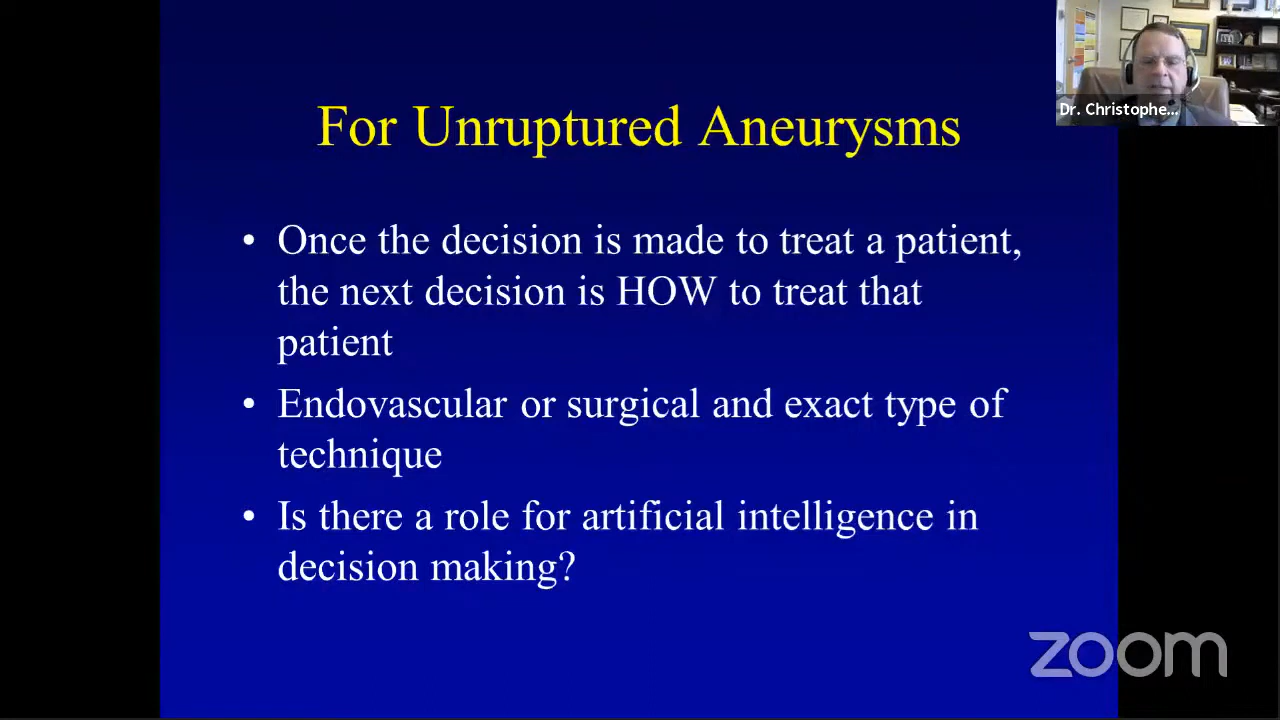 For Unruptured Aneurysms
• Once the decision is made to treat a patient,
the next decision is HOW to treat that
patient
• Endovascular or surgical and exact type of
technique
• Is there a role for artificial intelligence in
decision making?
Dr. Christophe...
zoom